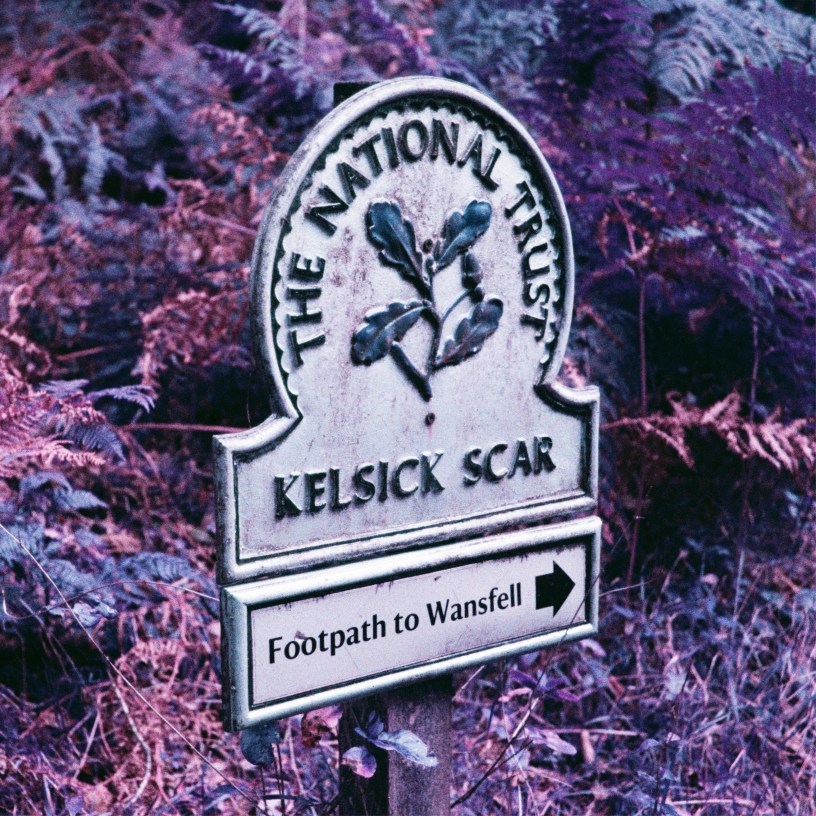 THE NATIONAL TRUST
KELSICK SCAR
Footpath to Wansfell